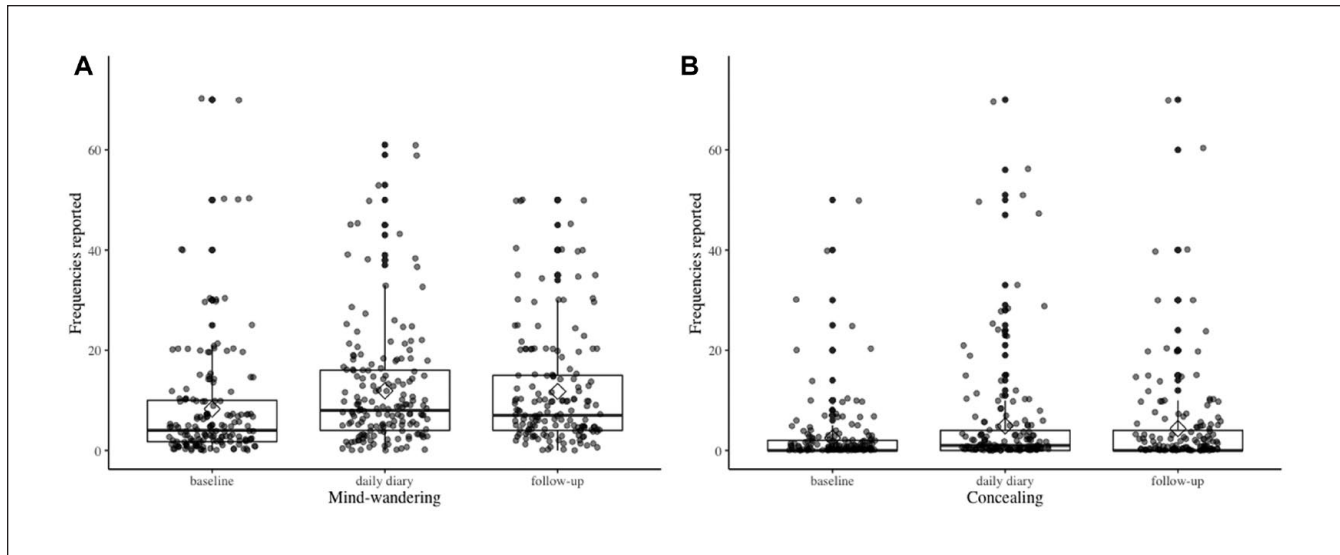 A
Frequencies reported
60
40
20
0
baseline
daily diary
follow-up
Mind-wandering
B
Frequencies reported
60
40
20
0
baseline
daily diary
follow-up
Concealing